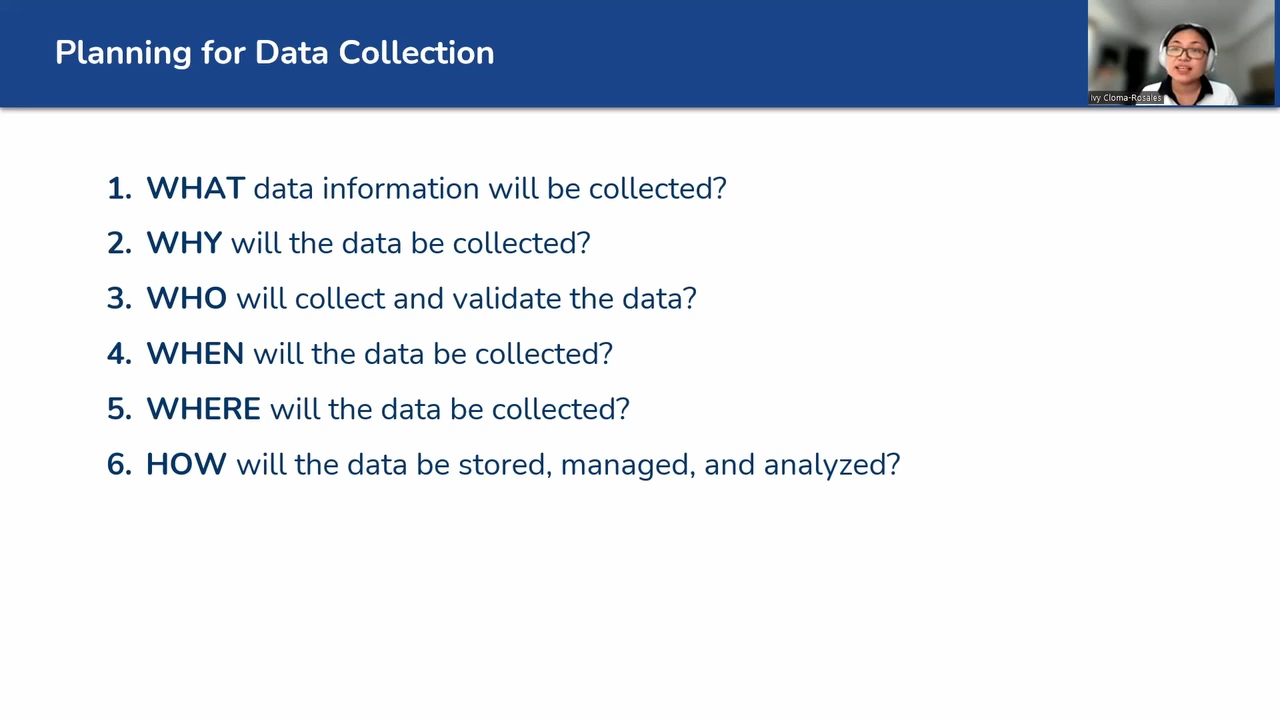 Planning for Data Collection
Ivy Cloma-Rosales
1. WHAT data information will be collected?
2. WHY will the data be collected?
3. WHO will collect and validate the data?
4. WHEN will the data be collected?
5. WHERE will the data be collected?
6. HOW will the data be stored, managed, and analyzed?